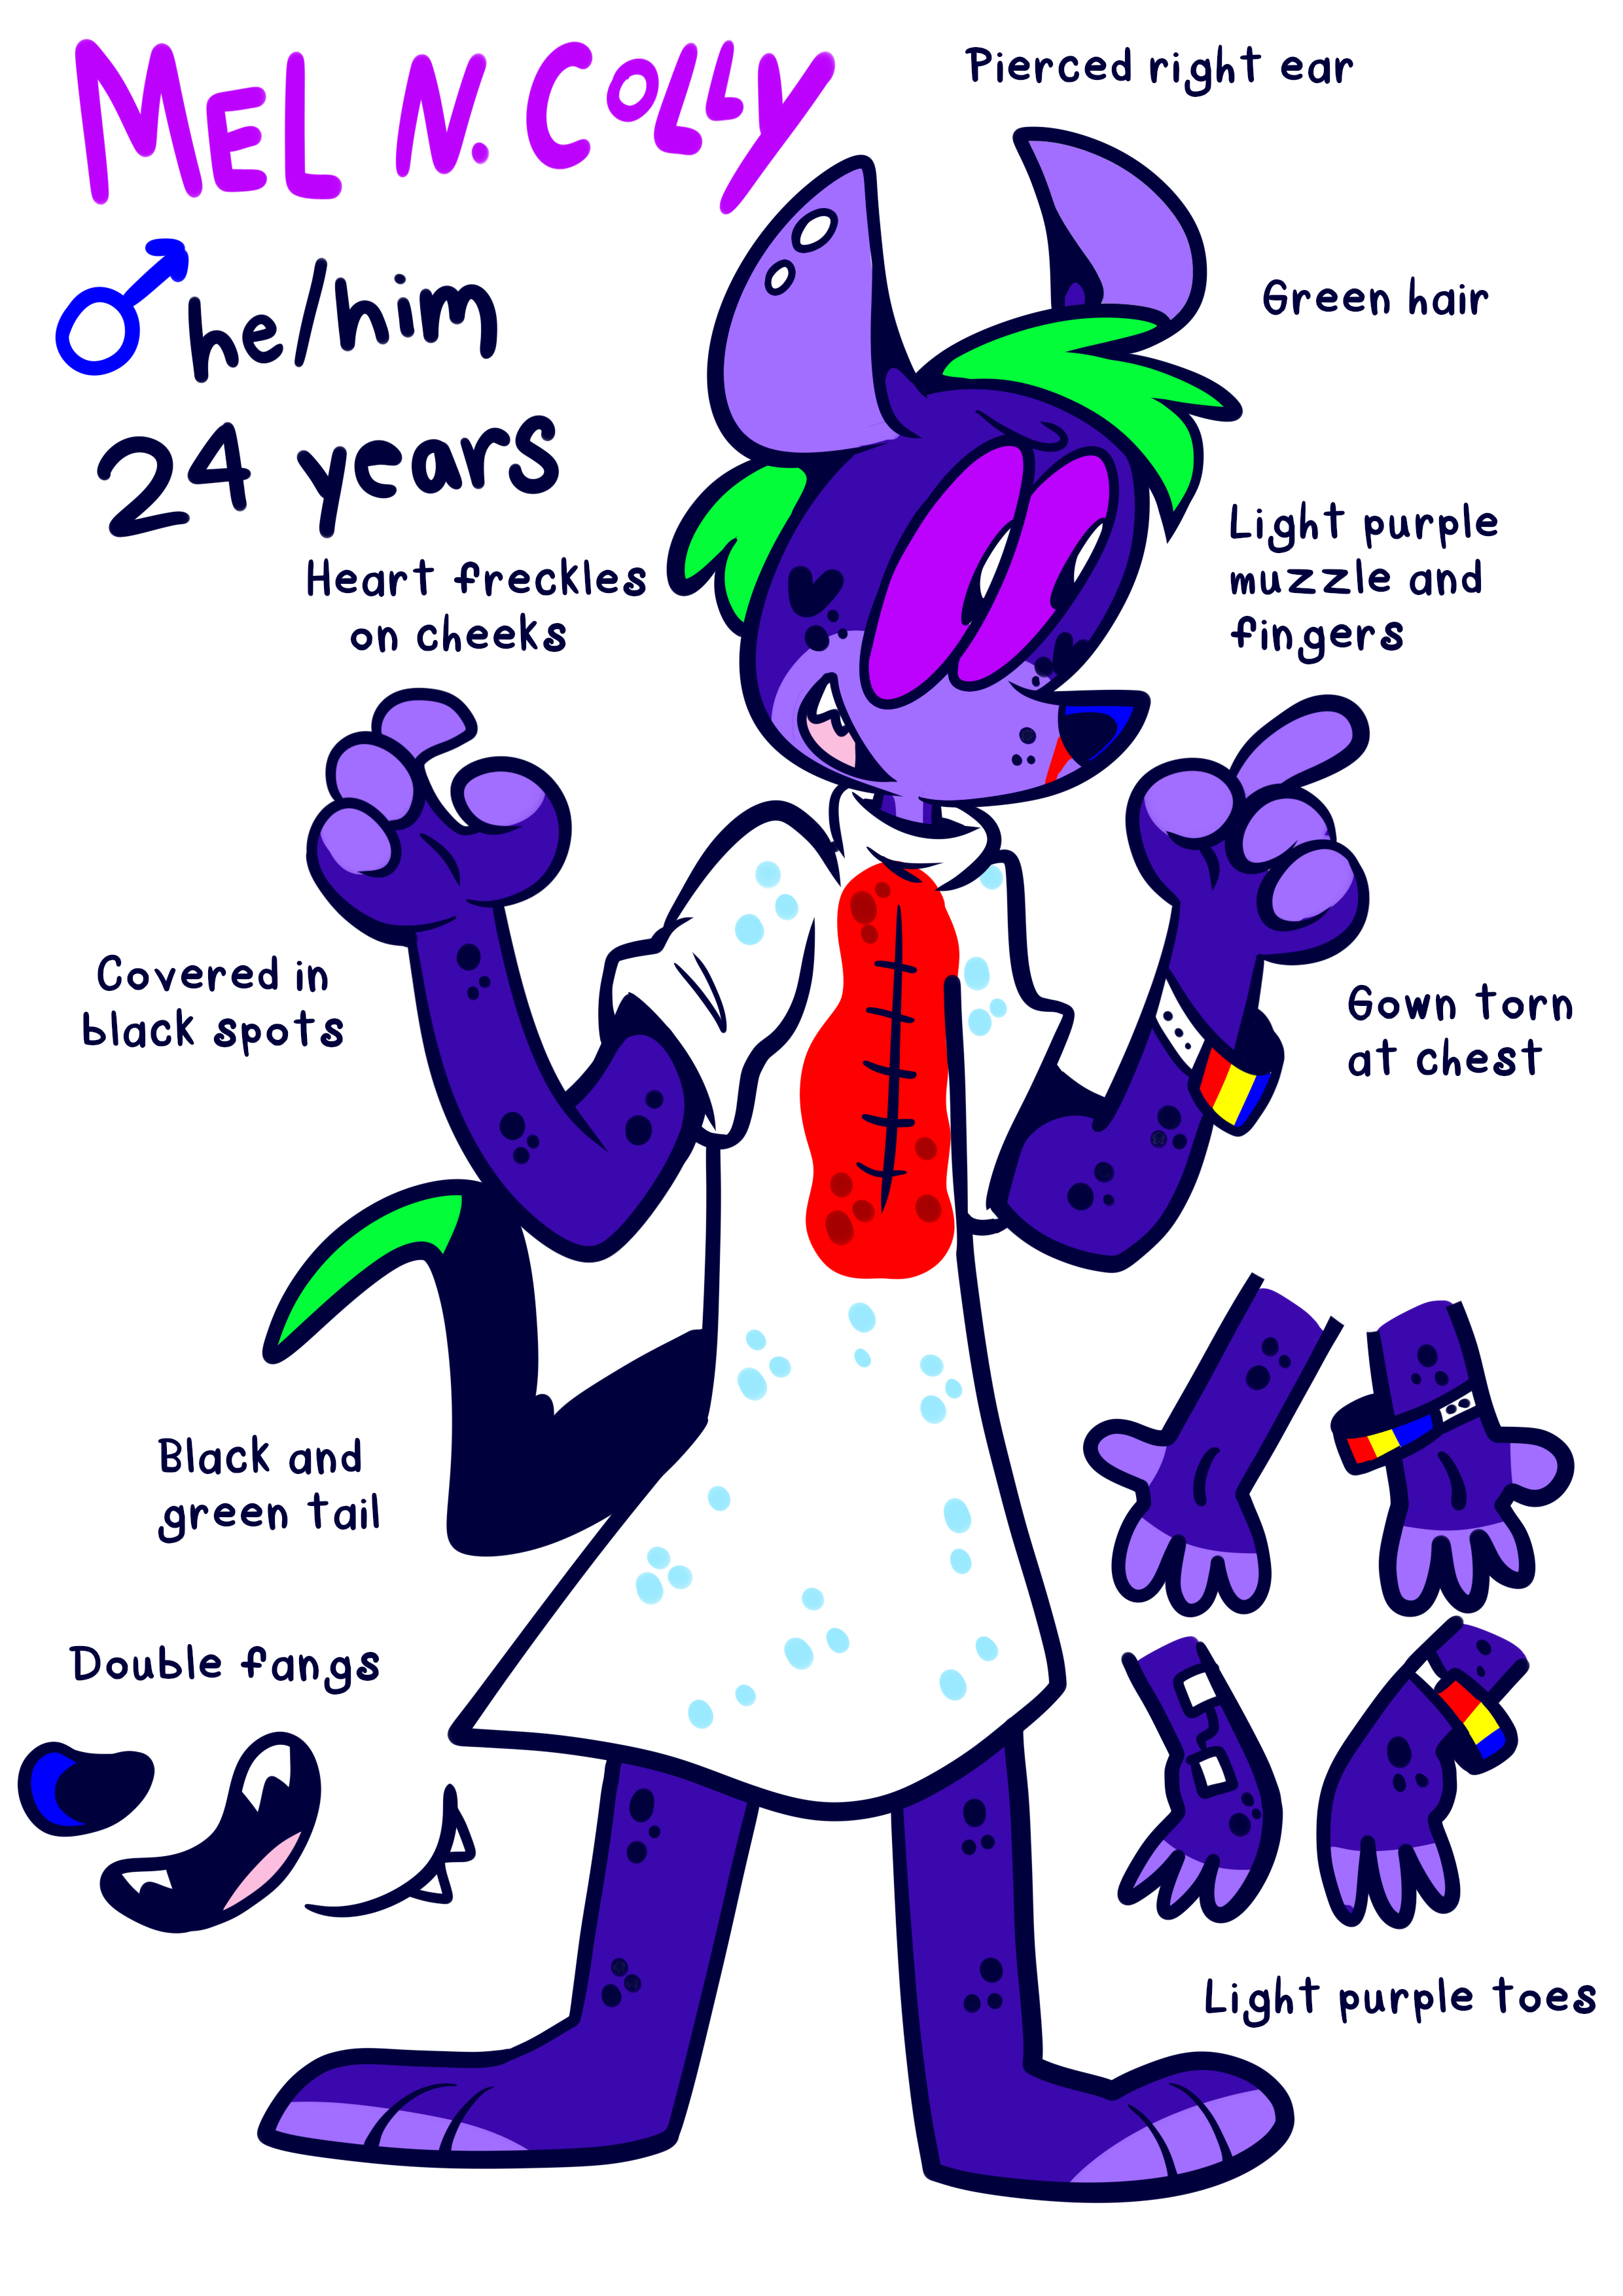 MEL N. COLLY
Pierced right ear
♂ he/him
Green hair
24 years
Heart freckles
on cheeks
Light purple
muzzle and
fingers
Covered in
black spots
Gown torn
at chest
Black and
green tail
Double fangs
Light purple toes